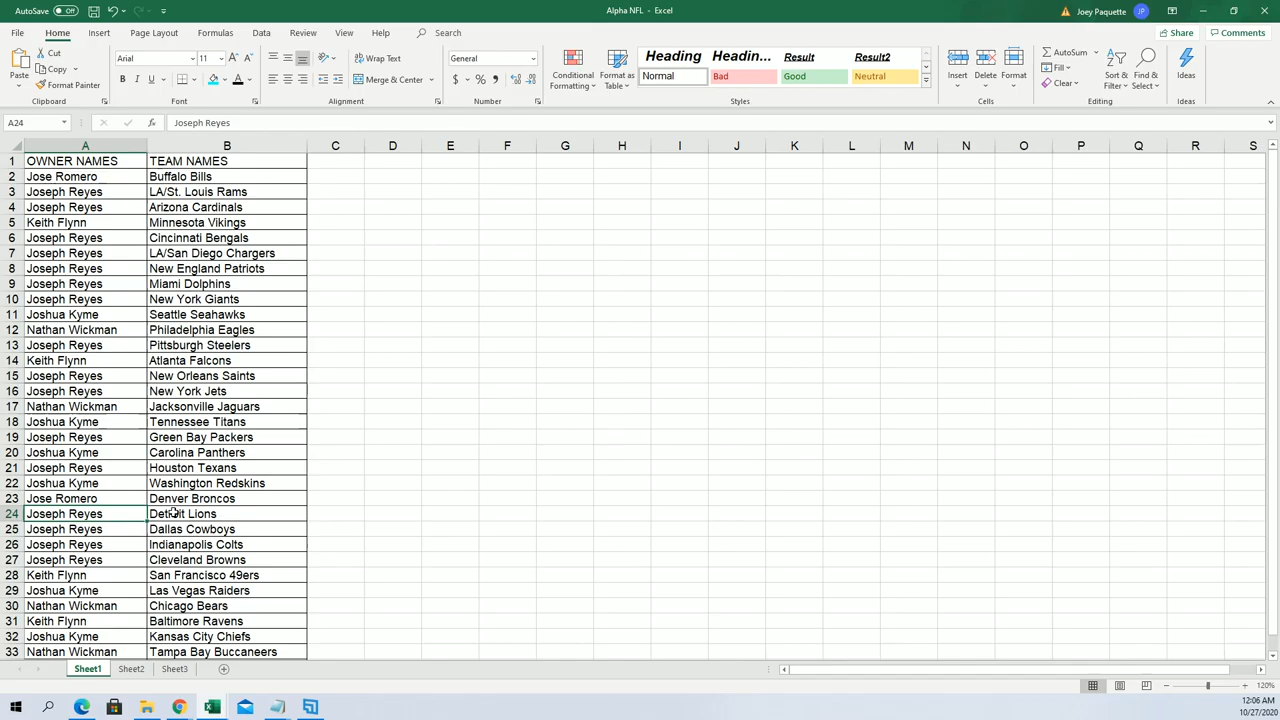 AutoSave Off Alpha NFL - Excel Joey Paquette JP
File Home Insert Page Layout Formulas Data Review View Help Search Share Comments
Paste Cut Copy Format Painter Clipboard
Arial 11 A A B I U A Font
Wrap Text Merge & Center Alignment
General $ % , Number
Conditional Formatting Format as Table
Heading Headin... Result Result2
Normal Bad Good Neutral
Styles
Insert Delete Format Cells
AutoSum Fill Clear Sort & Filter Find & Select Editing
Ideas Ideas
A24 fx Joseph Reyes
A B C D E F G H I J K L M N O P Q R S
1 OWNER NAMES TEAM NAMES
2 Jose Romero Buffalo Bills
3 Joseph Reyes LA/St. Louis Rams
4 Joseph Reyes Arizona Cardinals
5 Keith Flynn Minnesota Vikings
6 Joseph Reyes Cincinnati Bengals
7 Joseph Reyes LA/San Diego Chargers
8 Joseph Reyes New England Patriots
9 Joseph Reyes Miami Dolphins
10 Joseph Reyes New York Giants
11 Joshua Kyme Seattle Seahawks
12 Nathan Wickman Philadelphia Eagles
13 Joseph Reyes Pittsburgh Steelers
14 Keith Flynn Atlanta Falcons
15 Joseph Reyes New Orleans Saints
16 Joseph Reyes New York Jets
17 Nathan Wickman Jacksonville Jaguars
18 Joshua Kyme Tennessee Titans
19 Joseph Reyes Green Bay Packers
20 Joshua Kyme Carolina Panthers
21 Joseph Reyes Houston Texans
22 Joshua Kyme Washington Redskins
23 Jose Romero Denver Broncos
24 Joseph Reyes Detroit Lions
25 Joseph Reyes Dallas Cowboys
26 Joseph Reyes Indianapolis Colts
27 Joseph Reyes Cleveland Browns
28 Keith Flynn San Francisco 49ers
29 Joshua Kyme Las Vegas Raiders
30 Nathan Wickman Chicago Bears
31 Keith Flynn Baltimore Ravens
32 Joshua Kyme Kansas City Chiefs
33 Nathan Wickman Tampa Bay Buccaneers
Sheet1 Sheet2 Sheet3
120%
12:06 AM
10/27/2020